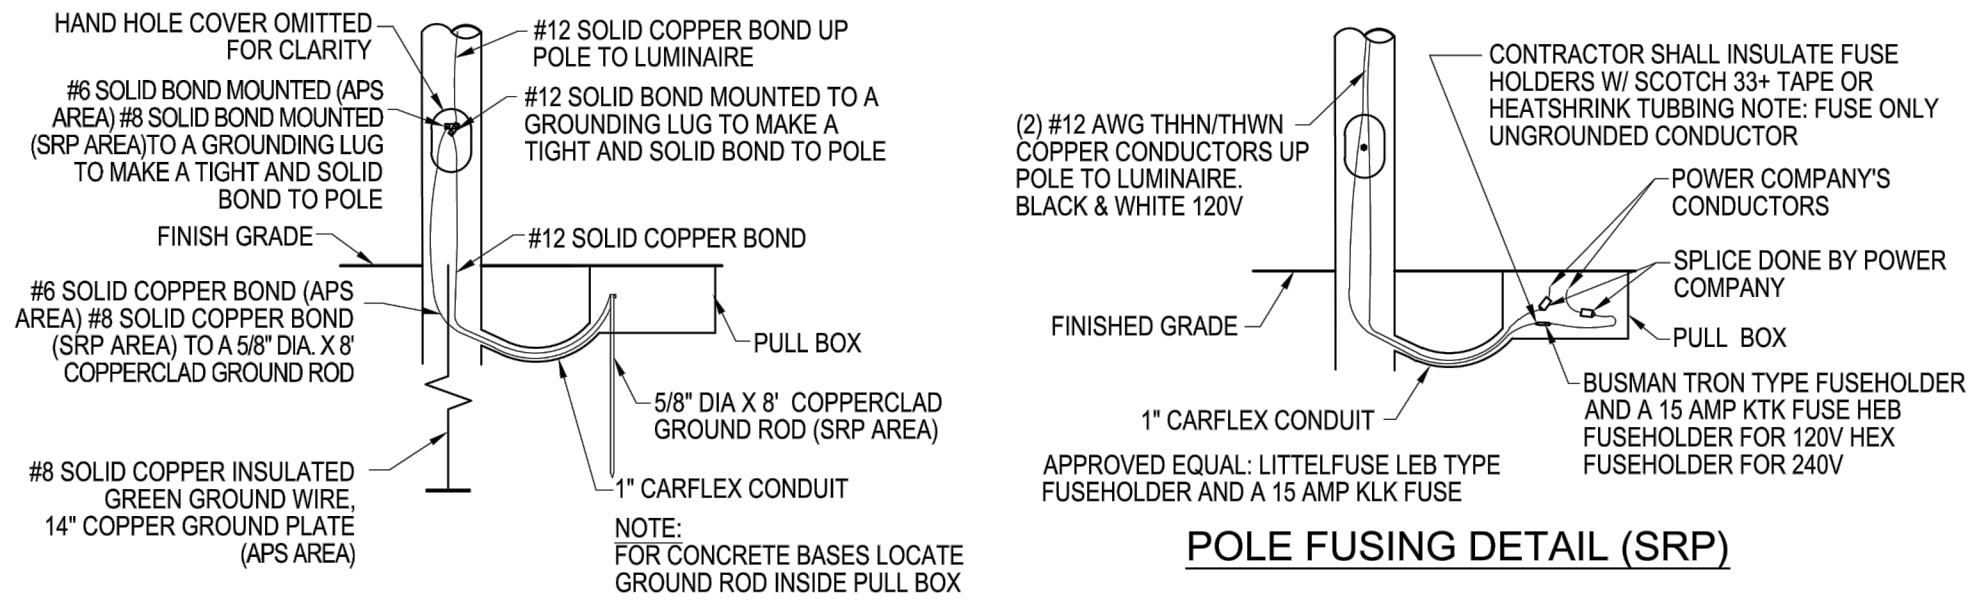 HAND HOLE COVER OMITTED
FOR CLARITY
#6 SOLID BOND MOUNTED (APS
AREA) #8 SOLID BOND MOUNTED
(SRP AREA)TO A GROUNDING LUG
TO MAKE A TIGHT AND SOLID
BOND TO POLE
FINISH GRADE
#6 SOLID COPPER BOND (APS
AREA) #8 SOLID COPPER BOND
(SRP AREA) TO A 5/8" DIA. X 8'
COPPERCLAD GROUND ROD
#8 SOLID COPPER INSULATED
GREEN GROUND WIRE,
14" COPPER GROUND PLATE
(APS AREA)
#12 SOLID COPPER BOND UP
POLE TO LUMINAIRE
#12 SOLID BOND MOUNTED TO A
GROUNDING LUG TO MAKE A
TIGHT AND SOLID BOND TO POLE
#12 SOLID COPPER BOND
PULL BOX
5/8" DIA X 8' COPPERCLAD
GROUND ROD (SRP AREA)
1" CARFLEX CONDUIT
NOTE:
FOR CONCRETE BASES LOCATE
GROUND ROD INSIDE PULL BOX
(2) #12 AWG THHN/THWN
COPPER CONDUCTORS UP
POLE TO LUMINAIRE.
BLACK & WHITE 120V
FINISHED GRADE
1" CARFLEX CONDUIT
APPROVED EQUAL: LITTELFUSE LEB TYPE
FUSEHOLDER AND A 15 AMP KLK FUSE
CONTRACTOR SHALL INSULATE FUSE
HOLDERS W/ SCOTCH 33+ TAPE OR
HEATSHRINK TUBBING NOTE: FUSE ONLY
UNGROUNDED CONDUCTOR
POWER COMPANY'S
CONDUCTORS
SPLICE DONE BY POWER
COMPANY
PULL BOX
BUSMAN TRON TYPE FUSEHOLDER
AND A 15 AMP KTK FUSE HEB
FUSEHOLDER FOR 120V HEX
FUSEHOLDER FOR 240V
POLE FUSING DETAIL (SRP)